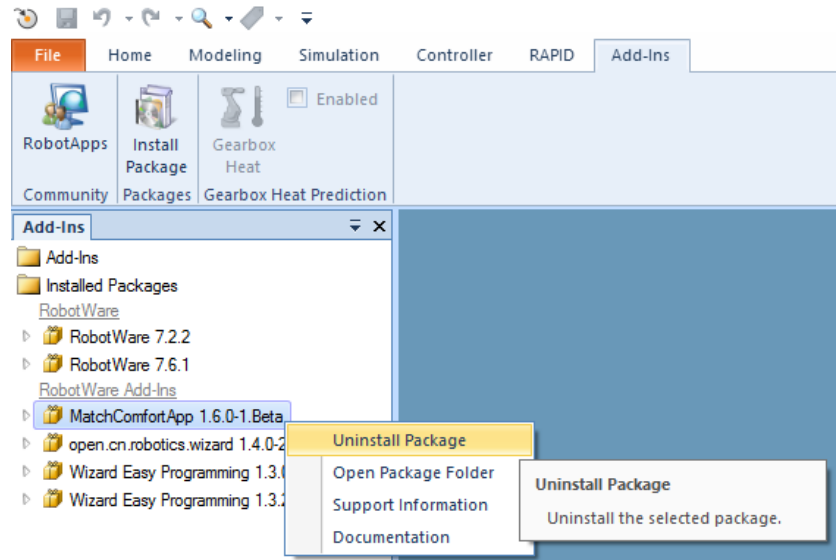 File Home Modeling Simulation Controller RAPID Add-Ins
RobotApps
Install
Package
Gearbox
Heat
Enabled
Community Packages Gearbox Heat Prediction
Add-Ins
Add-Ins
Installed Packages
RobotWare
RobotWare 7.2.2
RobotWare 7.6.1
RobotWare Add-Ins
MatchComfortApp 1.6.0-1.Beta
open.cn.robotics.wizard 1.4.0-2
Wizard Easy Programming 1.3.0
Wizard Easy Programming 1.3.2
Uninstall Package
Open Package Folder
Support Information
Documentation
Uninstall Package
Uninstall the selected package.